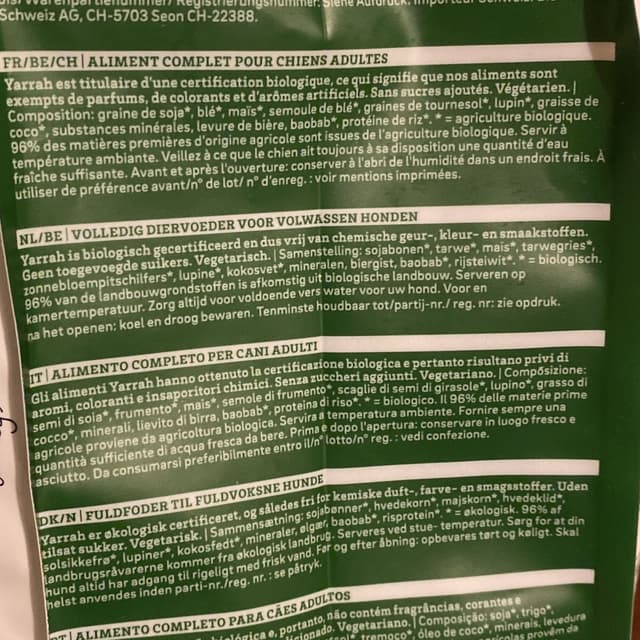 Registrierungsnummer: Siehe Aufdruck.
Schweiz AG, CH-5703 Seon CH-22388.
FR/BE/CH | ALIMENT COMPLET POUR CHIENS ADULTES
Yarrah est titulaire d'une certification biologique, ce qui signifie que nos aliments sont
exempts de parfums, de colorants et d'arômes artificiels. Sans sucres ajoutés. Végétarien. |
Composition: graine de soja*, blé*, maïs*, semoule de blé*, graines de tournesol*, lupin*, graisse de
coco*, substances minérales, levure de bière, baobab*, protéine de riz*. * = agriculture biologique.
96% des matières premières d'origine agricole sont issues de l'agriculture biologique. Servir à
température ambiante. Veillez à ce que le chien ait toujours à sa disposition une quantité d'eau
fraîche suffisante. Avant et après l'ouverture: conserver à l'abri de l'humidité dans un endroit frais. À
utiliser de préférence avant/n° de lot/ n° d'enreg. : voir mentions imprimées.
NL/BE | VOLLEDIG DIERVOEDER VOOR VOLWASSEN HONDEN
Yarrah is biologisch gecertificeerd en dus vrij van chemische geur-, kleur- en smaakstoffen.
Geen toegevoegde suikers. Vegetarisch. | Samenstelling: sojabonen*, tarwe*, mais*, tarwegries*,
zonnebloempitschilfers*, lupine*, kokosvet*, mineralen, biergist, baobab*, rijsteiwit*. * = biologisch.
96% van de landbouwgrondstoffen is afkomstig uit biologische landbouw. Serveren op
kamertemperatuur. Zorg altijd voor voldoende vers water voor uw hond. Voor en
na het openen: koel en droog bewaren. Tenminste houdbaar tot/partij-nr./ reg. nr: zie opdruk.
IT | ALIMENTO COMPLETO PER CANI ADULTI
Gli alimenti Yarrah hanno ottenuto la certificazione biologica e pertanto risultano privi di
aromi, coloranti e insaporitori chimici. Senza zuccheri aggiunti. Vegetariano. | Composizione:
semi di soia*, frumento*, mais*, semole di frumento*, scaglie di semi di girasole*, lupino*, grasso di
cocco*, minerali, lievito di birra, baobab*, proteina di riso*. * = biologico. Il 96% delle materie prime
agricole proviene da agricoltura biologica. Servire a temperatura ambiente. Fornire sempre una
quantità sufficiente di acqua fresca da bere. Prima e dopo l'apertura: conservare in luogo fresco e
asciutto. Da consumarsi preferibilmente entro il/n° lotto/n° reg. : vedi confezione.
DK/N | FULDFODER TIL FULDVOKSNE HUNDE
Yarrah er økologisk certificeret, og således fri for kemiske duft-, farve- en smagsstoffer. Uden
tilsat sukker. Vegetarisk. | Sammensætning: sojabønner*, hvedekorn*, majskorn*, hvedeklid*,
solsikkefrø*, lupiner*, kokosfedt*, mineraler, ølgær, baobab*, risprotein*. * = økologisk. 96% af
landbrugsråvarerne kommer fra økologisk landbrug. Serveres ved stue- temperatur. Sørg for at din
hund altid har adgang til rigeligt med frisk vand. Før og efter åbning: opbevares tørt og køligt. Skal
helst anvendes inden parti-nr./reg. nr. : se påtryk.
PT | ALIMENTO COMPLETO PARA CÃES ADULTOS
biológica e, portanto, não contém fragrâncias, corantes e
Vegetariano. | Composição: soja*, trigo*,
tremoço*, óleo de coco*, minerais, levedura